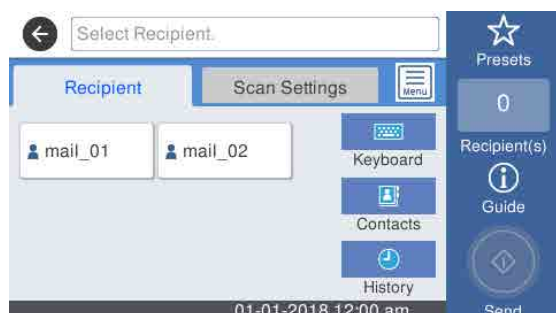 Select Recipient.
Presets
Recipient
Scan Settings
Menu
0
Recipient(s)
mail_01
mail_02
Keyboard
Guide
Contacts
History
01-01-2018 12:00 am
Send